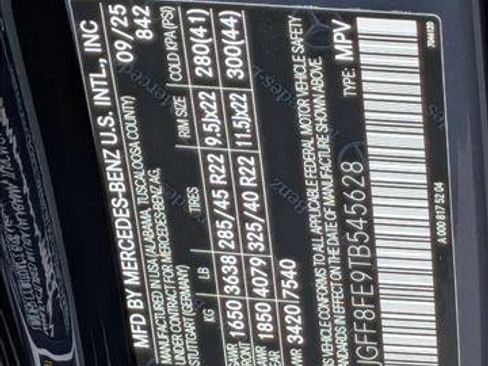 MFD BY MERCEDES-BENZ U.S. INTL., INC
MANUFACTURED IN USA (ALABAMA, TUSCALOOSA COUNTY) 09/25
UNDER CONTRACT FOR MERCEDES-BENZ AG, 842
STUTTGART (GERMANY)
KG LB TIRES RIM SIZE COLD KPA (PSI)
1650 3638 285/45 R22 9.5Jx22 280(41)
FRONT
1850 4079 325/40 R22 11.5Jx22 300(44)
3420 7540
VEHICLE CONFORMS TO ALL APPLICABLE FEDERAL MOTOR VEHICLE SAFETY
STANDARDS IN EFFECT ON THE DATE OF MANUFACTURE SHOWN ABOVE.
JGFF8FE9TB545628 TYPE: MPV
A 000 817 52 04